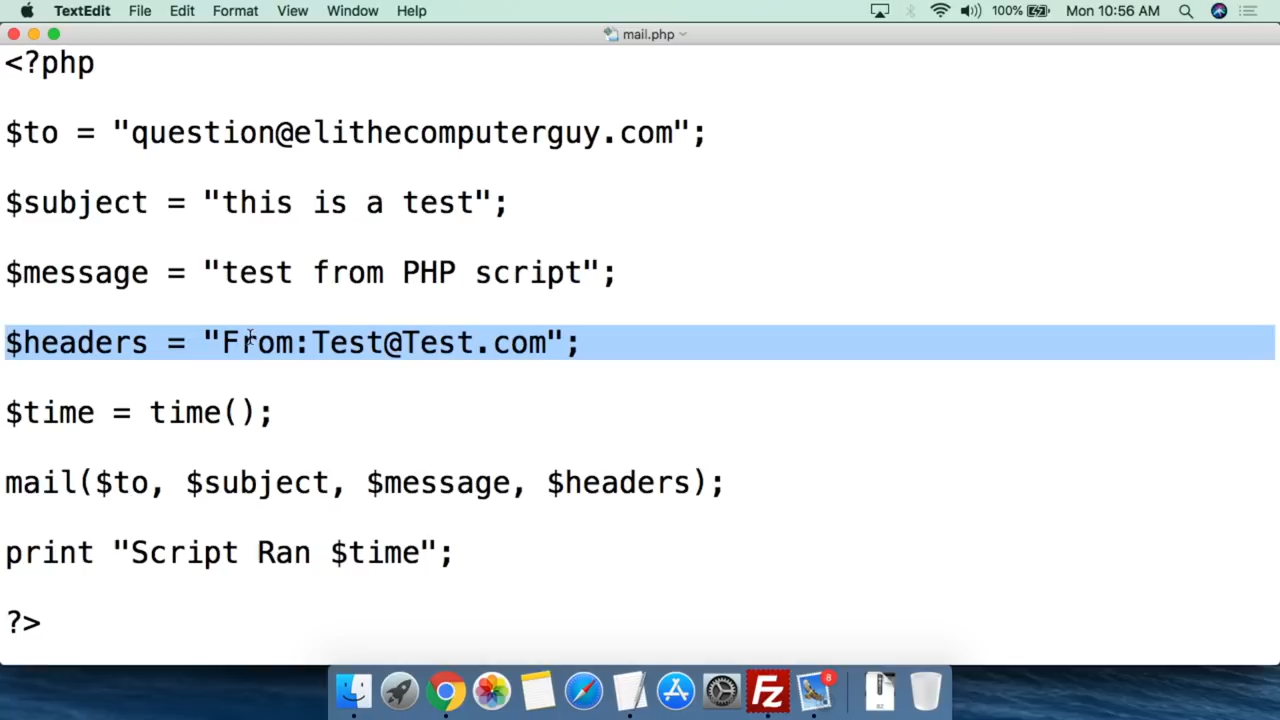 TextEdit File Edit Format View Window Help 100% Mon 10:56 AM
mail.php
<?php
$to = "question@elithecomputerguy.com";
$subject = "this is a test";
$message = "test from PHP script";
$headers = "From:Test@Test.com";
$time = time();
mail($to, $subject, $message, $headers);
print "Script Ran $time";
?>
FZ 8